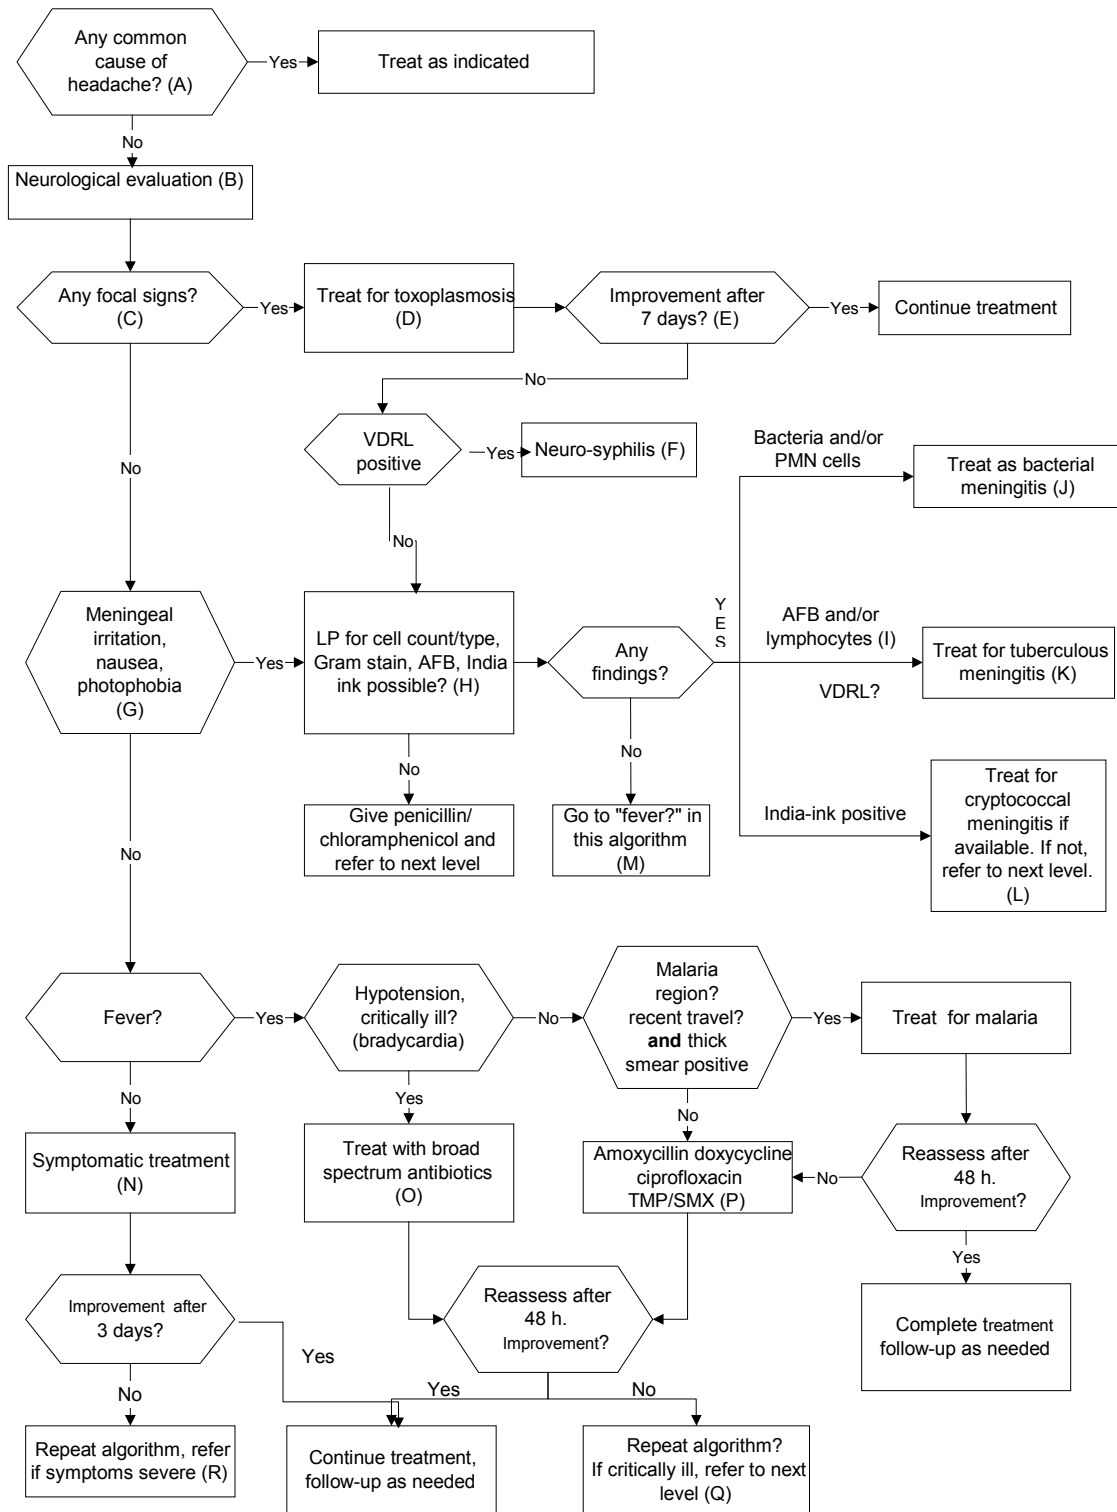 Any common
cause of
headache? (A)
Yes
Treat as indicated
No
Neurological evaluation (B)
Any focal signs?
(C)
Yes
Treat for toxoplasmosis
(D)
Improvement after
7 days? (E)
Yes
Continue treatment
No
No
VDRL
positive
Yes
Neuro-syphilis (F)
No
Bacteria and/or
PMN cells
Treat as bacterial
meningitis (J)
Meningeal
irritation,
nausea,
photophobia
(G)
Yes
LP for cell count/type,
Gram stain, AFB, India
ink possible? (H)
Any
findings?
Y
E
S
AFB and/or
lymphocytes (I)
VDRL?
Treat for tuberculous
meningitis (K)
No
Give penicillin/
chloramphenicol and
refer to next level
No
Go to "fever?" in
this algorithm
(M)
India-ink positive
Treat for
cryptococcal
meningitis if
available. If not,
refer to next level.
(L)
No
Fever?
Yes
Hypotension,
critically ill?
(bradycardia)
No
Malaria
region?
recent travel?
and thick
smear positive
Yes
Treat for malaria
No
Symptomatic treatment
(N)
Yes
Treat with broad
spectrum antibiotics
(O)
No
Amoxycillin doxycycline
ciprofloxacin
TMP/SMX (P)
No
Reassess after
48 h.
Improvement?
Yes
Complete treatment
follow-up as needed
Improvement after
3 days?
Yes
Reassess after
48 h.
Improvement?
No
Yes
No
Repeat algorithm, refer
if symptoms severe (R)
Continue treatment,
follow-up as needed
Repeat algorithm?
If critically ill, refer to next
level (Q)